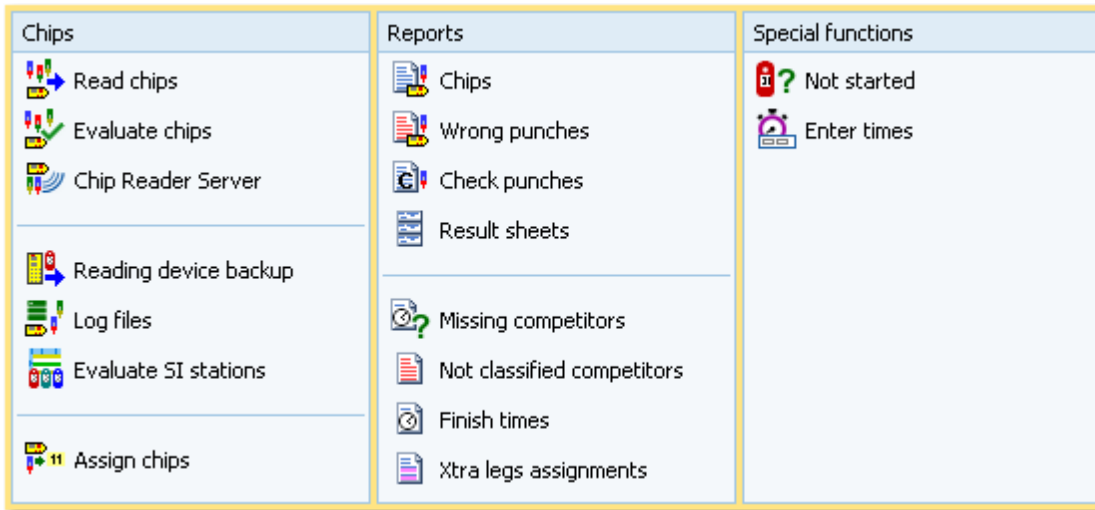 Chips
Read chips
Evaluate chips
Chip Reader Server
Reading device backup
Log files
Evaluate SI stations
11 Assign chips
Reports
Chips
Wrong punches
C Check punches
Result sheets
? Missing competitors
Not classified competitors
Finish times
Xtra legs assignments
Special functions
? Not started
Enter times